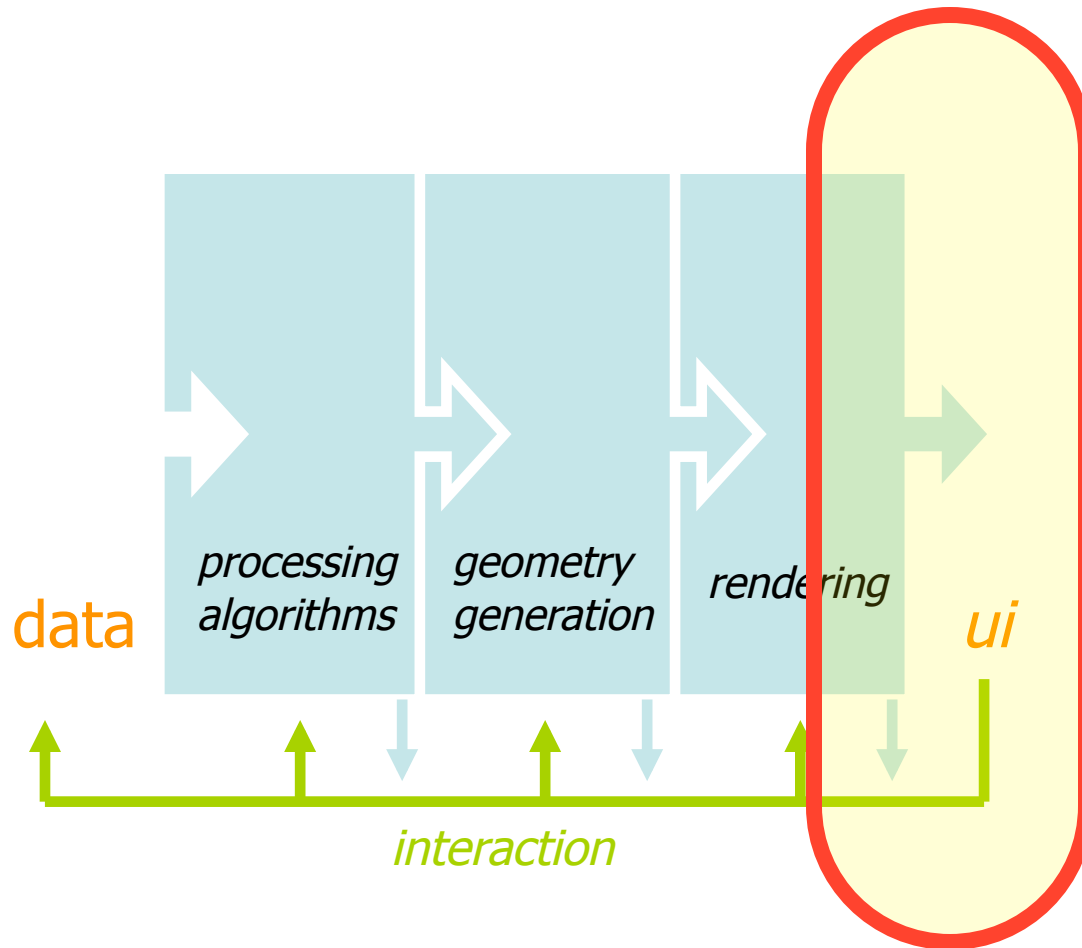 data
processing
algorithms
geometry
generation
rendering
ui
interaction